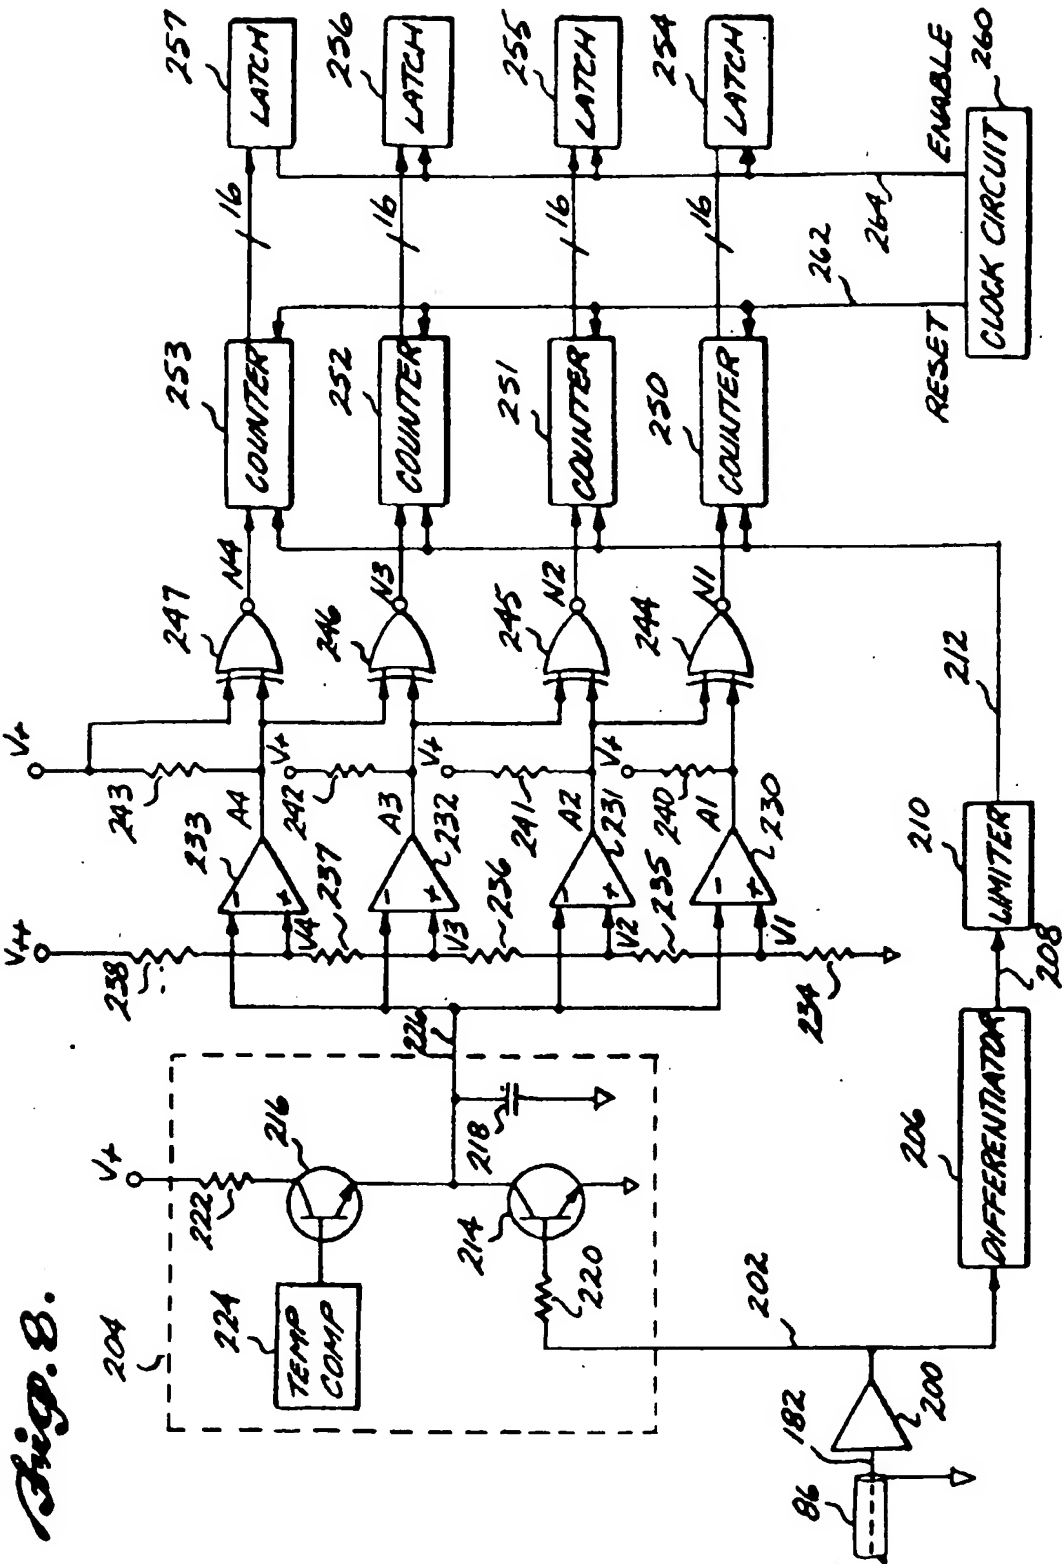 Fig. 8.
204
224
TEMP
COMP
V+
222
216
214
218
220
226
V++
238
V4
237
V3
236
V2
235
V1
234
233
232
231
230
-
+
-
+
-
+
-
+
A4
A3
A2
A1
V+
243
V+
242
V+
241
V+
240
247
246
245
244
N4
N3
N2
N1
253
COUNTER
252
COUNTER
251
COUNTER
250
COUNTER
16
16
16
16
257
LATCH
256
LATCH
255
LATCH
254
LATCH
RESET
262
264
ENABLE
CLOCK CIRCUIT
260
86
182
200
202
206
DIFFERENTIATOR
208
LIMITER
210
212